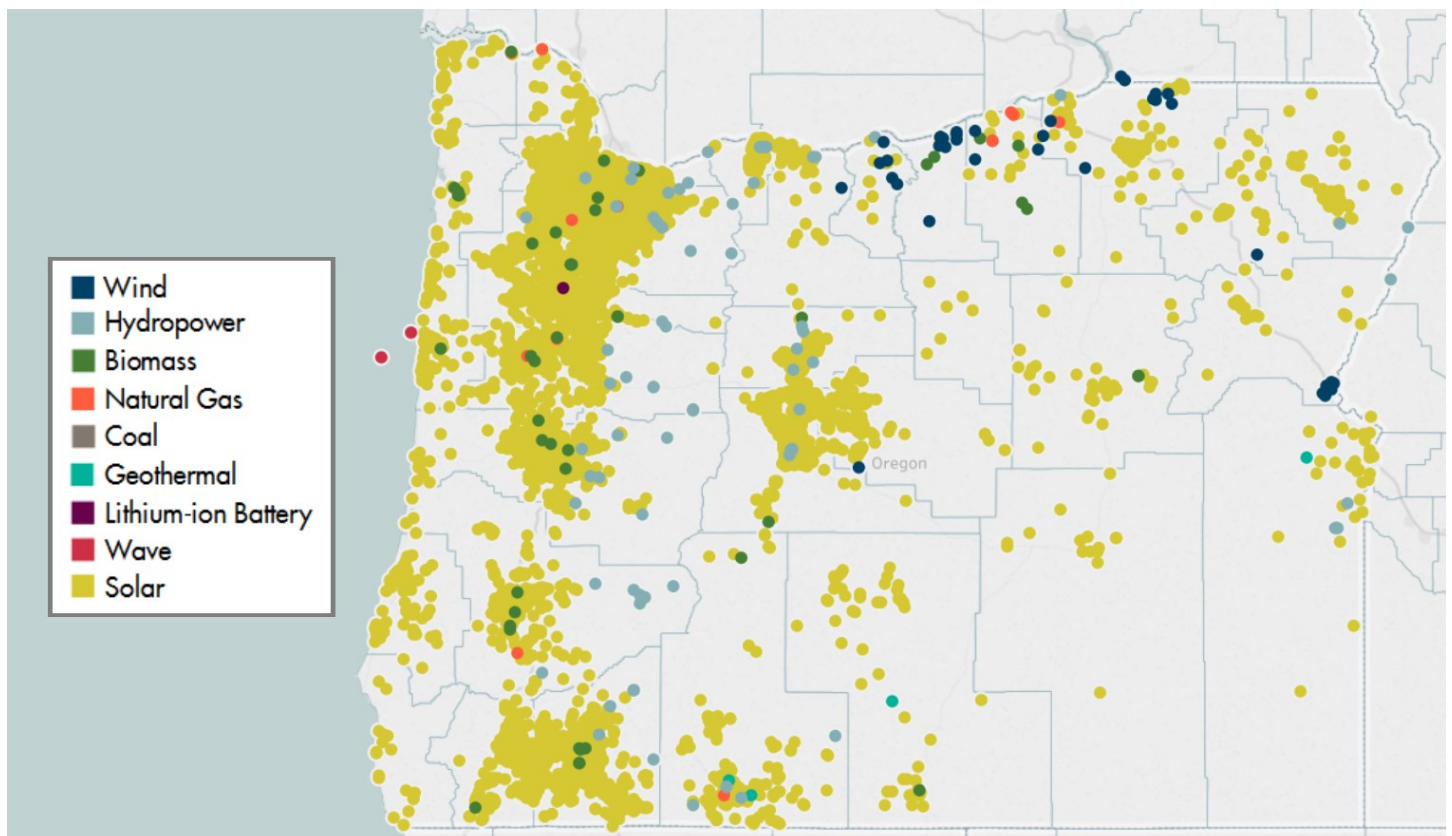 Wind
Hydropower
Biomass
Natural Gas
Coal
Geothermal
Lithium-ion Battery
Wave
Solar
Oregon